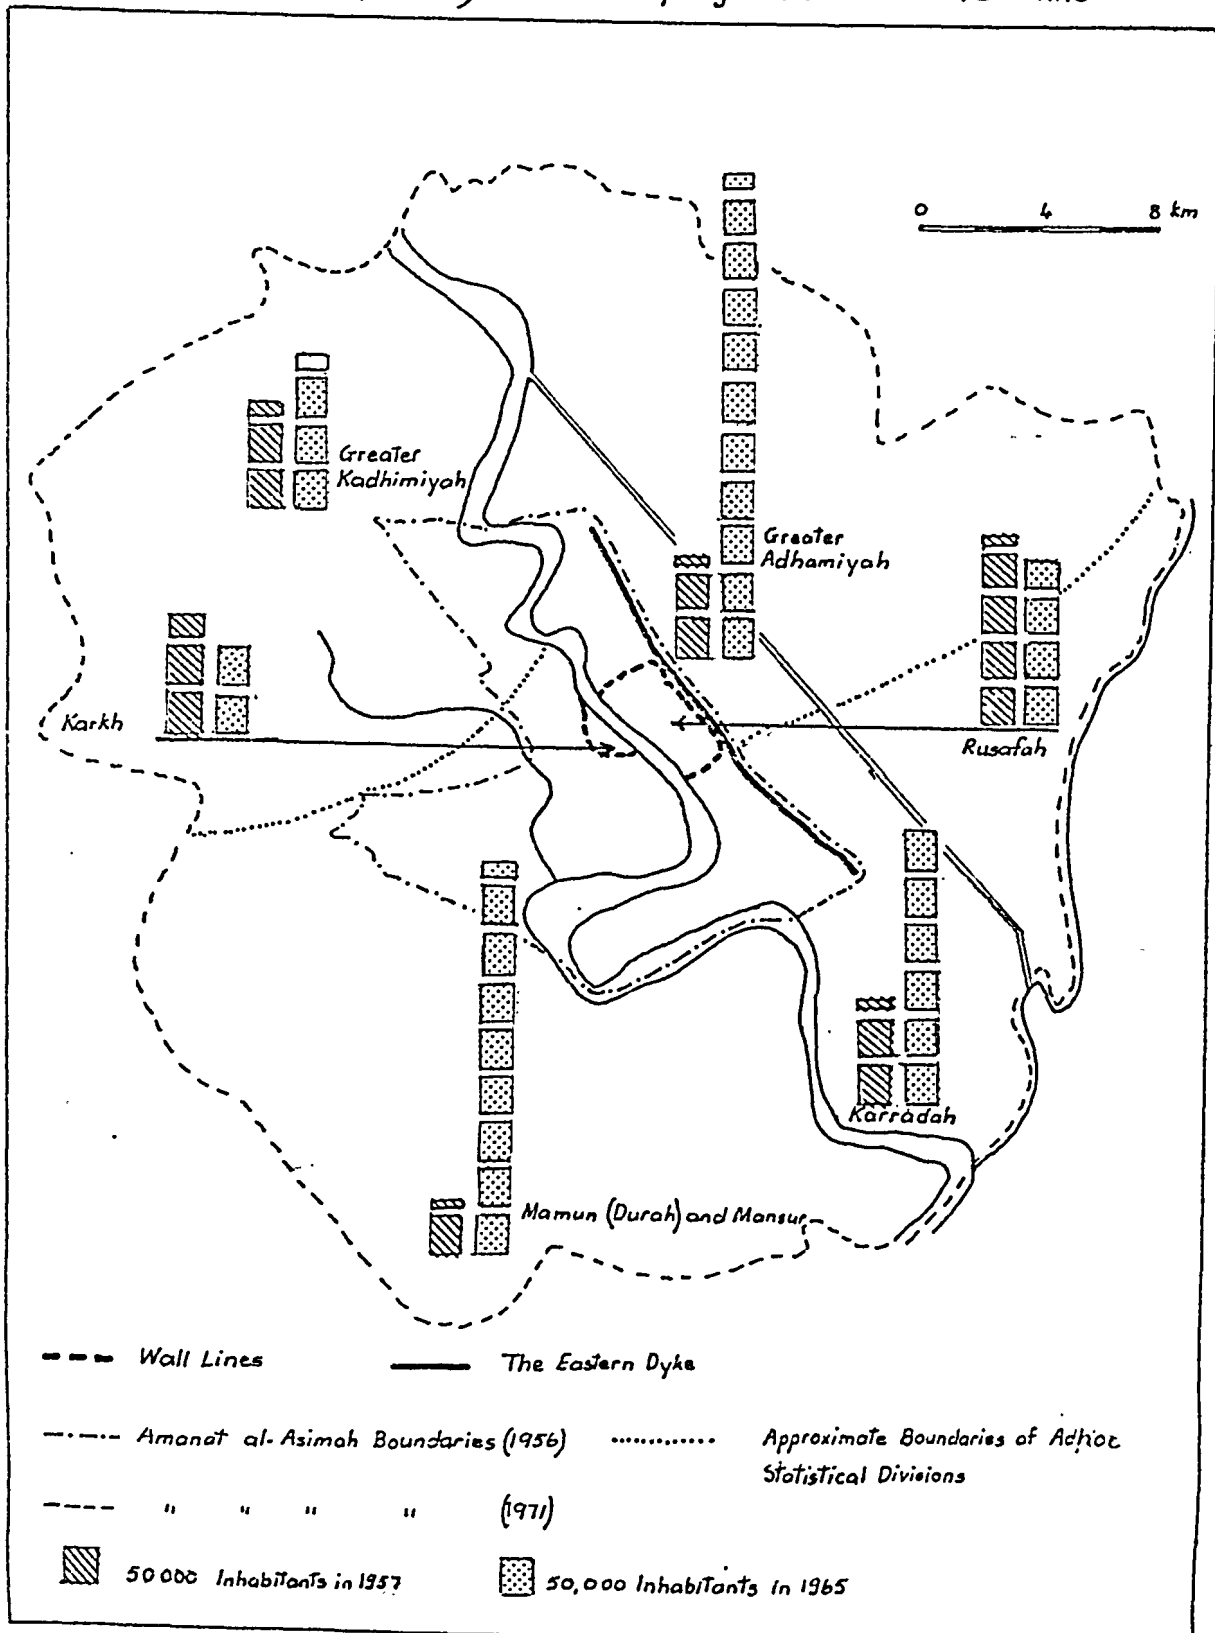 0 4 8 km
Greater
Kadhimiyah
Greater
Adhamiyah
Karkh
Rusafah
Karradah
Mamun (Durah) and Mansur
Wall Lines
The Eastern Dyke
Amanat al-Asimah Boundaries (1956)
Approximate Boundaries of Adhoc
Statistical Divisions
" " " " (1971)
50000 Inhabitants in 1957
50,000 Inhabitants in 1965